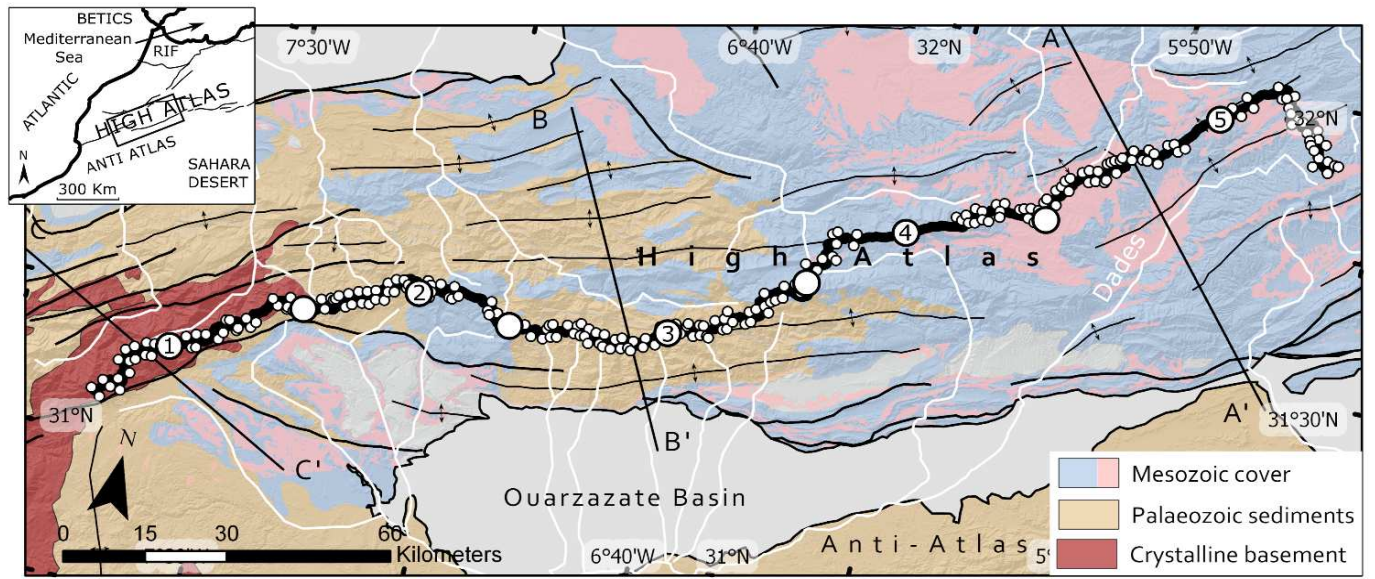 BETICS
Mediterranean
Sea
RIF
ATLANTIC
HIGH ATLAS
ANTI ATLAS
N
SAHARA
DESERT
300 Km
7°30'W
6°40'W
32°N
A
5°50'W
B
5
32°N
C
4
High Atlas
2
Dades
3
1
31°N
A'
31°30'N
N
B'
C'
Mesozoic cover
Ouarzazate Basin
Palaeozoic sediments
0 15 30 60
Kilometers
6°40'W
31°N
Anti-Atlas
5°
Crystalline basement